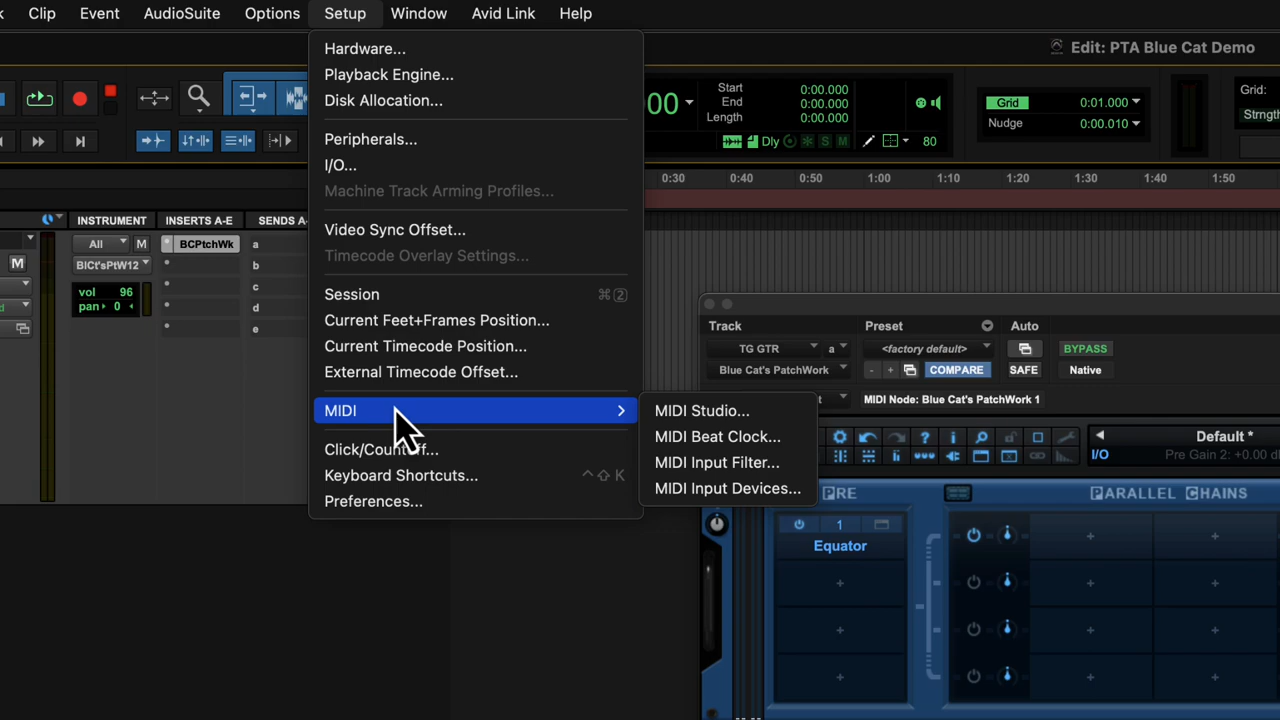 Clip Event AudioSuite Options Setup Window Avid Link Help
Edit: PTA Blue Cat Demo
Hardware...
Playback Engine...
Disk Allocation...
Peripherals...
I/O...
Machine Track Arming Profiles...
Video Sync Offset...
Timecode Overlay Settings...
Session ⌘2
Current Feet+Frames Position...
Current Timecode Position...
External Timecode Offset...
MIDI
Keyboard Shortcuts... ^⇧K
Preferences...
MIDI Studio...
MIDI Beat Clock...
MIDI Input Filter...
MIDI Input Devices...
Start 0:00.000
End 0:00.000
Length 0:00.000
Dly S M
80
Grid 0:01.000
Nudge 0:00.010
Grid:
0:30 0:40 0:50 1:00 1:10 1:20 1:30 1:40 1:50
INSTRUMENT INSERTS A-E
All M BCPtchWk a
M BlCt'sPtW12 b
vol 96 c
pan 0 d
e
Track Preset Auto
TG GTR a <factory default> BYPASS
Blue Cat's PatchWork - + COMPARE SAFE Native
MIDI Node: Blue Cat's PatchWork 1
Default *
I/O Pre Gain 2: +0.00
PRE PARALLEL CHAINS
1
Equator